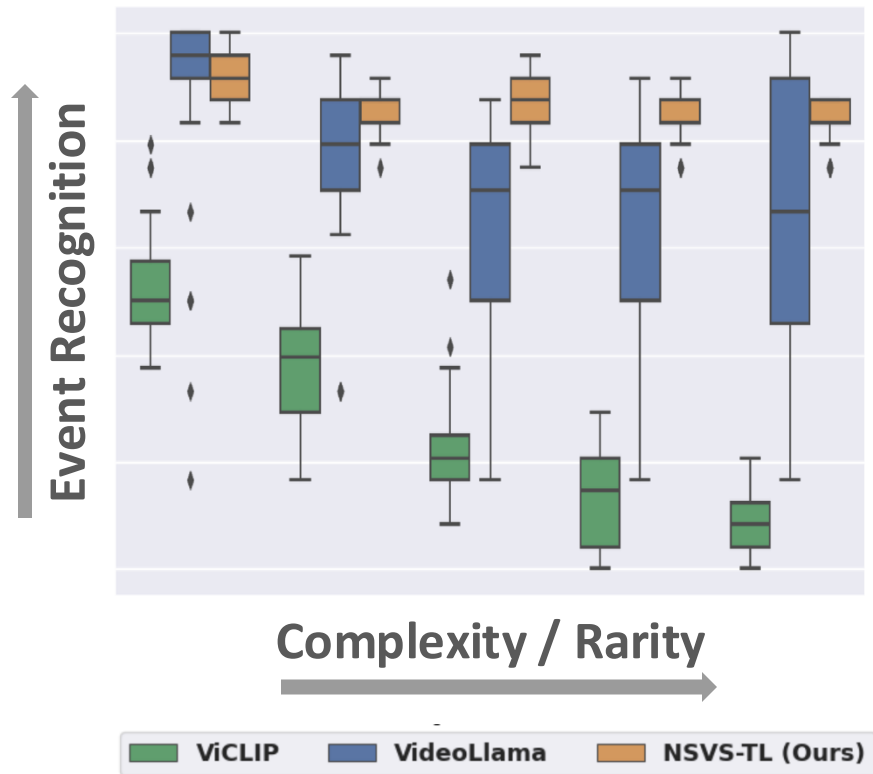 Event Recognition
Complexity / Rarity
ViCLIP VideoLlama NSVS-TL (Ours)